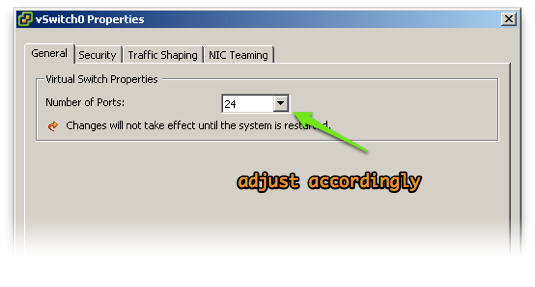 vSwitch0 Properties
General Security Traffic Shaping NIC Teaming
Virtual Switch Properties
Number of Ports: 24
Changes will not take effect until the system is restarted.
adjust accordingly